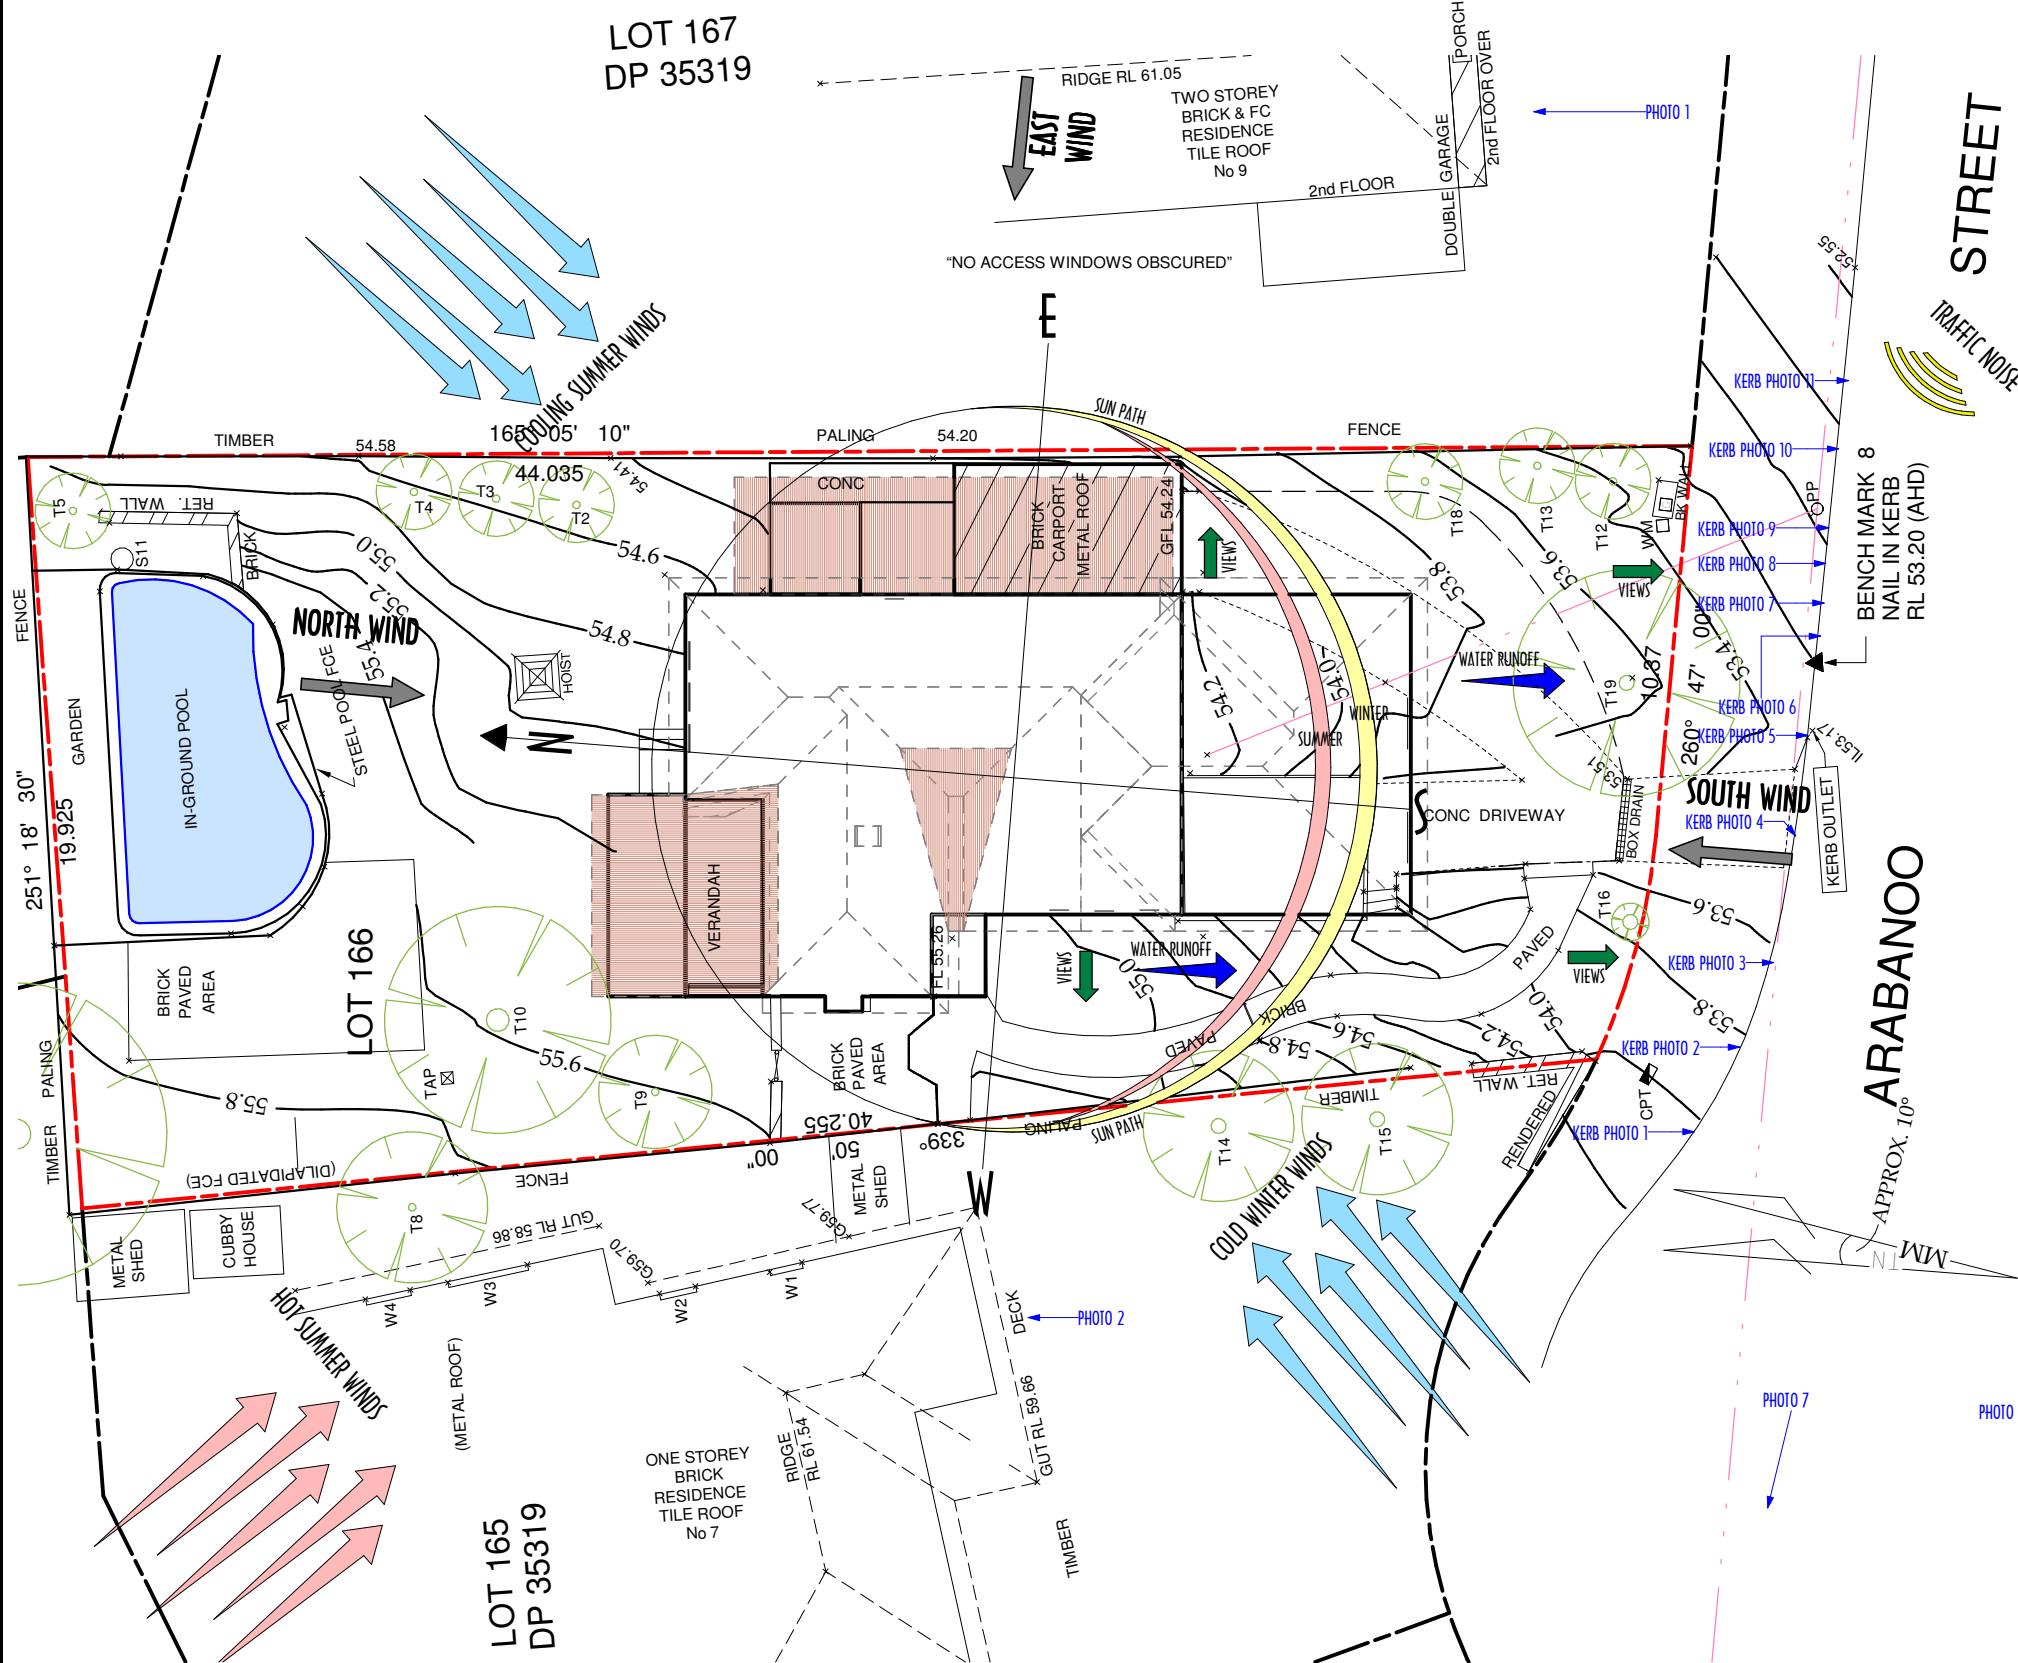 LOT 167
DP 35319
RIDGE RL 61.05
TWO STOREY
BRICK & FC
RESIDENCE
TILE ROOF
No 9
PORCH
2nd FLOOR OVER
DOUBLE GARAGE
2nd FLOOR
PHOTO 1
STREET
EAST
WIND
"NO ACCESS WINDOWS OBSCURED"
E
52.55
TRAFFIC NOISE
COOLING SUMMER WINDS
SUN PATH
KERB PHOTO 11
KERB PHOTO 10
KERB PHOTO 9
KERB PHOTO 8
KERB PHOTO 7
KERB PHOTO 6
KERB PHOTO 5
KERB PHOTO 4
KERB PHOTO 3
KERB PHOTO 2
KERB PHOTO 1
BENCH MARK 8
NAIL IN KERB
RL 53.20 (AHD)
PP
TIMBER
54.58
165° 05' 10"
44.035
54.41
PALING
54.20
FENCE
T5
RET. WALL
S11
BRICK
T4
T3
T2
CONC
BRICK
CARPORT
METAL ROOF
GFL 54.24
VIEWS
T18
T13
T12
WM
BK WALL
55.0
55.2
55.4
54.6
54.8
53.8
53.6
53.4
VIEWS
NORTH WIND
STEEL POOL FCE
HOIST
N
FENCE
GARDEN
IN-GROUND POOL
251° 18' 30"
19.925
54.2
54.0
WINTER
SUMMER
WATER RUNOFF
T19
10.37
260° 47' 00"
53.51
IL53.17
KERB OUTLET
SOUTH WIND
S
CONC DRIVEWAY
BOX DRAIN
VERANDAH
FL 55.26
LOT 166
BRICK
PAVED
AREA
T10
TAP
T9
55.6
55.8
BRICK
PAVED
AREA
VIEWS
WATER RUNOFF
55.0
PAVED
BRICK
54.8
54.6
54.2
54.0
PAVED
T16
VIEWS
53.6
53.8
ARABANOO
PALING
TIMBER
(DILAPIDATED FCE)
FENCE
339° 50' 00"
40.255
PALING
SUN PATH
TIMBER
RET. WALL
RENDERED
CPT
T14
T15
METAL
SHED
CUBBY
HOUSE
T8
GUT RL 58.86
G59.70
G59.77
METAL
SHED
W
COLD WINTER WINDS
APPROX. 10°
TN
MM
W4
W3
W2
W1
HOT SUMMER WINDS
(METAL ROOF)
DECK
PHOTO 2
GUT RL 59.66
RIDGE
RL 61.54
ONE STOREY
BRICK
RESIDENCE
TILE ROOF
No 7
TIMBER
LOT 165
DP 35319
PHOTO 7
PHOTO